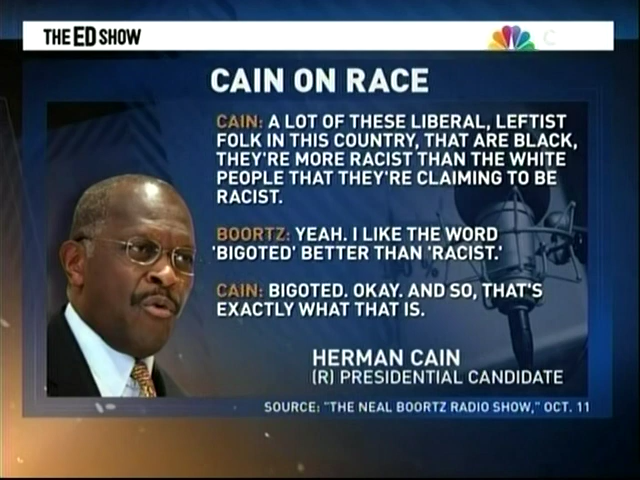 THE ED SHOW
CAIN ON RACE
CAIN: A LOT OF THESE LIBERAL, LEFTIST
FOLK IN THIS COUNTRY, THAT ARE BLACK,
THEY'RE MORE RACIST THAN THE WHITE
PEOPLE THAT THEY'RE CLAIMING TO BE
RACIST.
BOORTZ: YEAH. I LIKE THE WORD
'BIGOTED' BETTER THAN 'RACIST.'
CAIN: BIGOTED. OKAY. AND SO, THAT'S
EXACTLY WHAT THAT IS.
HERMAN CAIN
(R) PRESIDENTIAL CANDIDATE
SOURCE: "THE NEAL BOORTZ RADIO SHOW," OCT. 11